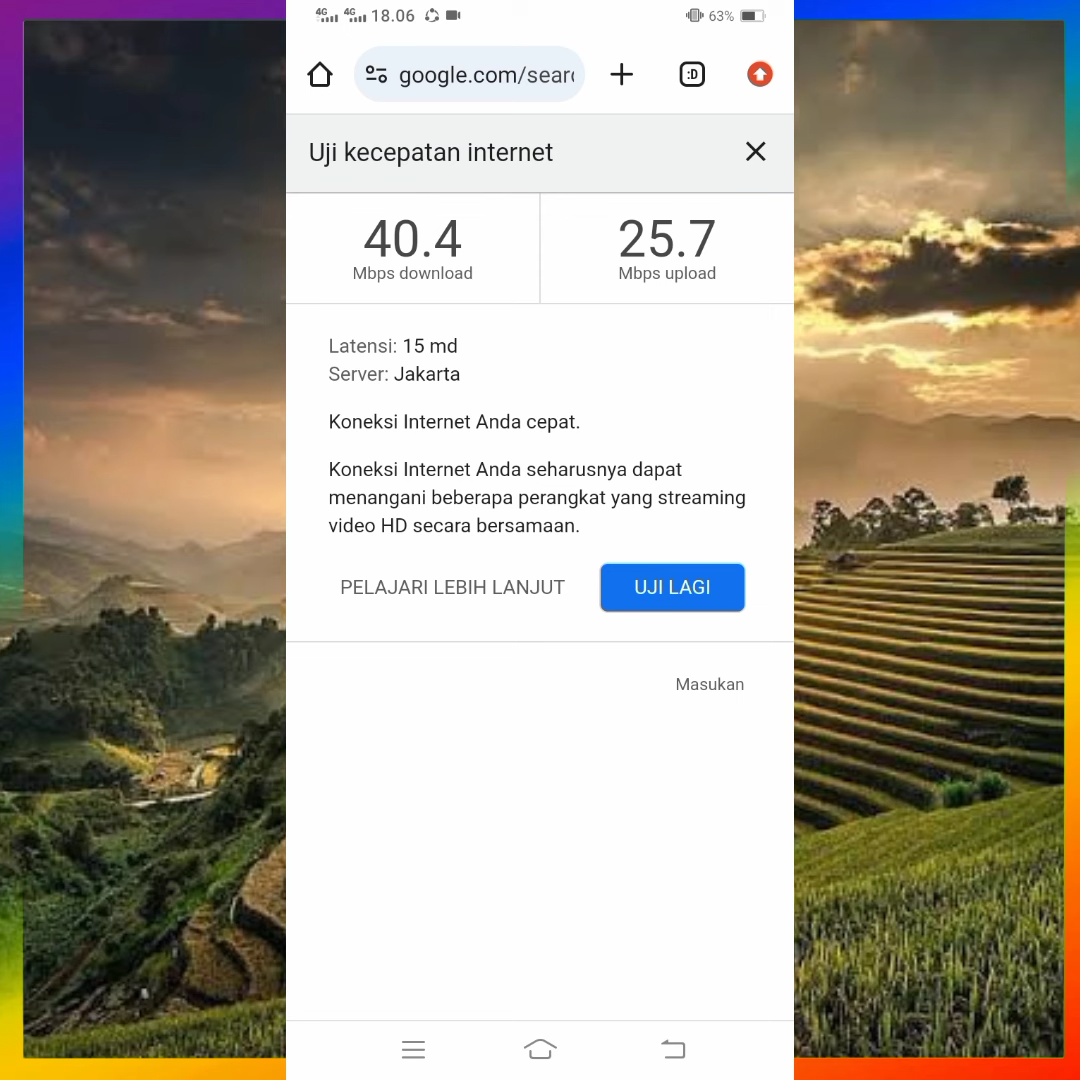 4G 4G 18.06 63%
google.com/sear
:D
Uji kecepatan internet
40.4 25.7
Mbps download Mbps upload
Latensi: 15 md
Server: Jakarta
Koneksi Internet Anda cepat.
Koneksi Internet Anda seharusnya dapat
menangani beberapa perangkat yang streaming
video HD secara bersamaan.
PELAJARI LEBIH LANJUT UJI LAGI
Masukan